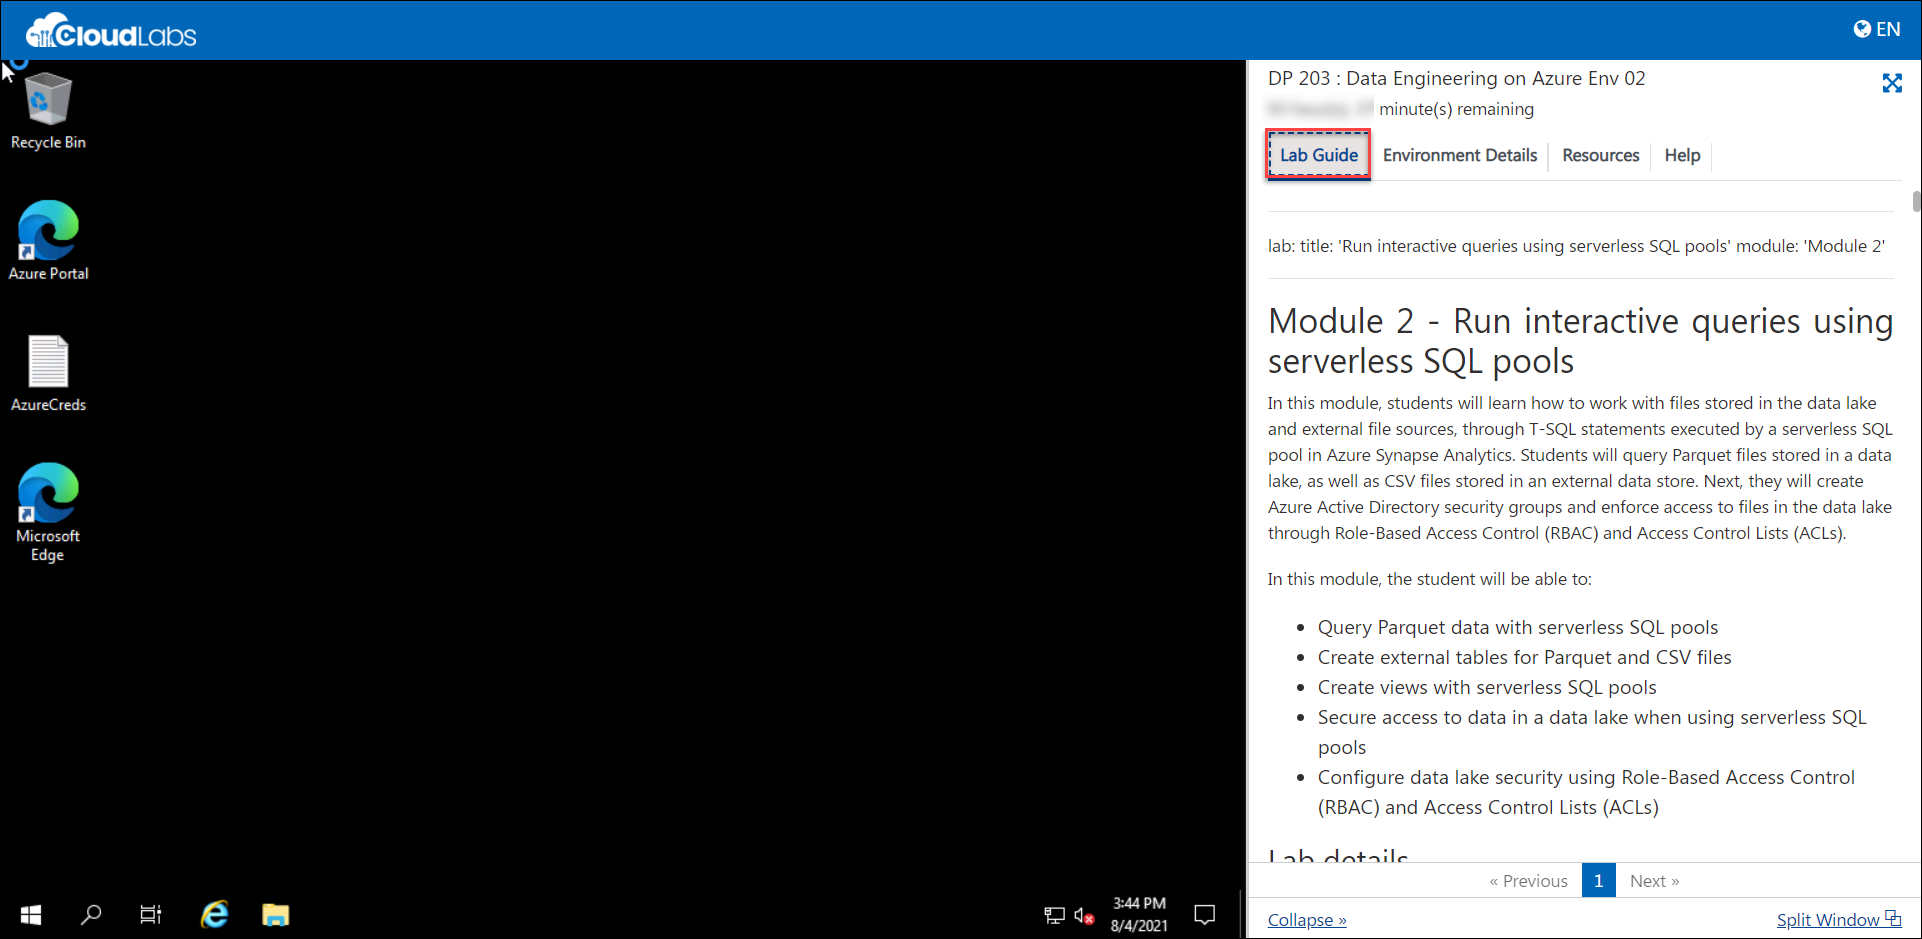 CloudLabs
EN
Recycle Bin
Azure Portal
AzureCreds
Microsoft
Edge
3:44 PM
8/4/2021
DP 203 : Data Engineering on Azure Env 02
minute(s) remaining
Lab Guide
Environment Details
Resources
Help
lab: title: 'Run interactive queries using serverless SQL pools' module: 'Module 2'
Module 2 - Run interactive queries using
serverless SQL pools
In this module, students will learn how to work with files stored in the data lake
and external file sources, through T-SQL statements executed by a serverless SQL
pool in Azure Synapse Analytics. Students will query Parquet files stored in a data
lake, as well as CSV files stored in an external data store. Next, they will create
Azure Active Directory security groups and enforce access to files in the data lake
through Role-Based Access Control (RBAC) and Access Control Lists (ACLs).
In this module, the student will be able to:
• Query Parquet data with serverless SQL pools
• Create external tables for Parquet and CSV files
• Create views with serverless SQL pools
• Secure access to data in a data lake when using serverless SQL
pools
• Configure data lake security using Role-Based Access Control
(RBAC) and Access Control Lists (ACLs)
Lab details
« Previous
1
Next »
Collapse »
Split Window